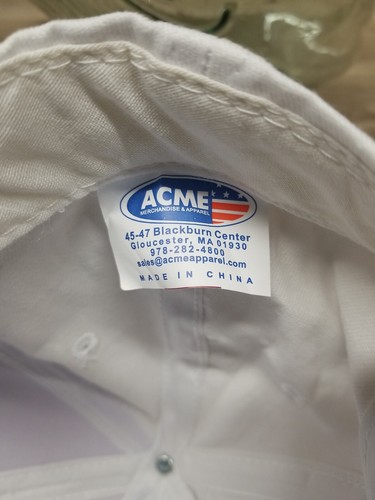 ACME
MERCHANDISE & APPAREL
45-47 Blackburn Center
Gloucester, MA 01930
978-282-4800
sales@acmeapparel.com
MADE IN CHINA